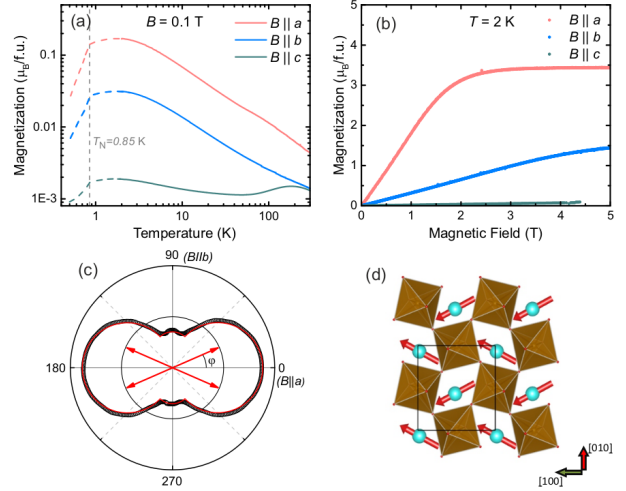 (a)
B = 0.1 T
B || a
B || b
B || c
Magnetization (μB/f.u.)
0.1
0.01
1E-3
TN=0.85 K
1
10
100
Temperature (K)
(b)
T = 2 K
B || a
B || b
B || c
Magnetization (μB/f.u.)
5
4
3
2
1
0
0
1
2
3
4
5
Magnetic Field (T)
(c)
90 (BIIb)
180
φ
0
(B||a)
270
(d)
[010]
[100]